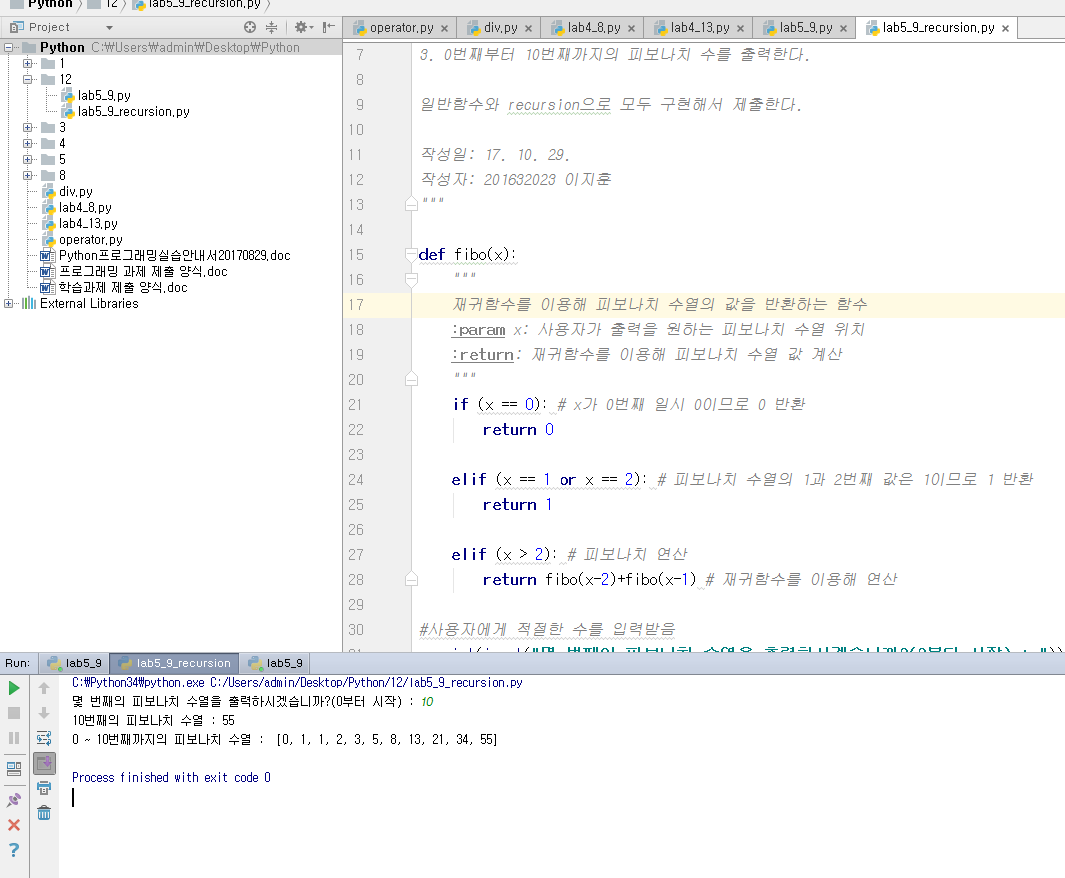 Python 12 lab5_9_recursion.py
Project
operator.py div.py lab4_8.py lab4_13.py lab5_9.py lab5_9_recursion.py
Python C:₩Users₩admin₩Desktop₩Python
1
12
lab5_9.py
lab5_9_recursion.py
3
4
5
8
div.py
lab4_8.py
lab4_13.py
operator.py
Python프로그래밍실습안내서20170829.doc
프로그래밍 과제 제출 양식.doc
학습과제 제출 양식.doc
External Libraries
7 3. 0번째부터 10번째까지의 피보나치 수를 출력한다.
8
9 일반함수와 recursion으로 모두 구현해서 제출한다.
10
11 작성일: 17. 10. 29.
12 작성자: 201632023 이지훈
13 """
14
15 def fibo(x):
16 """
17 재귀함수를 이용해 피보나치 수열의 값을 반환하는 함수
18 :param x: 사용자가 출력을 원하는 피보나치 수열 위치
19 :return: 재귀함수를 이용해 피보나치 수열 값 계산
20 """
21 if (x == 0): # x가 0번째 일시 0이므로 0 반환
22 return 0
23
24 elif (x == 1 or x == 2): # 피보나치 수열의 1과 2번째 값은 1이므로 1 반환
25 return 1
26
27 elif (x > 2): # 피보나치 연산
28 return fibo(x-2)+fibo(x-1) # 재귀함수를 이용해 연산
29
30 #사용자에게 적절한 수를 입력받음
Run: lab5_9 lab5_9_recursion lab5_9
C:₩Python34₩python.exe C:/Users/admin/Desktop/Python/12/lab5_9_recursion.py
몇 번째의 피보나치 수열을 출력하시겠습니까?(0부터 시작) : 10
10번째의 피보나치 수열 : 55
0 ~ 10번째까지의 피보나치 수열 : [0, 1, 1, 2, 3, 5, 8, 13, 21, 34, 55]
Process finished with exit code 0